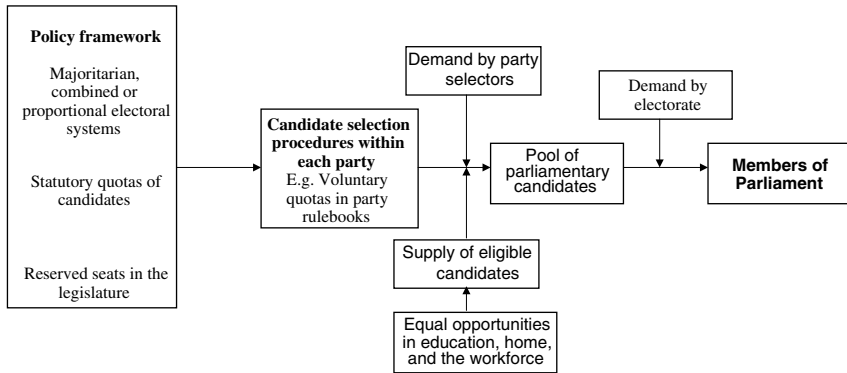 Policy framework
Majoritarian,
combined or
proportional electoral
systems
Statutory quotas of
candidates
Reserved seats in the
legislature
Candidate selection
procedures within
each party
E.g. Voluntary
quotas in party
rulebooks
Demand by party
selectors
Supply of eligible
candidates
Equal opportunities
in education, home,
and the workforce
Pool of
parliamentary
candidates
Demand by
electorate
Members of
Parliament